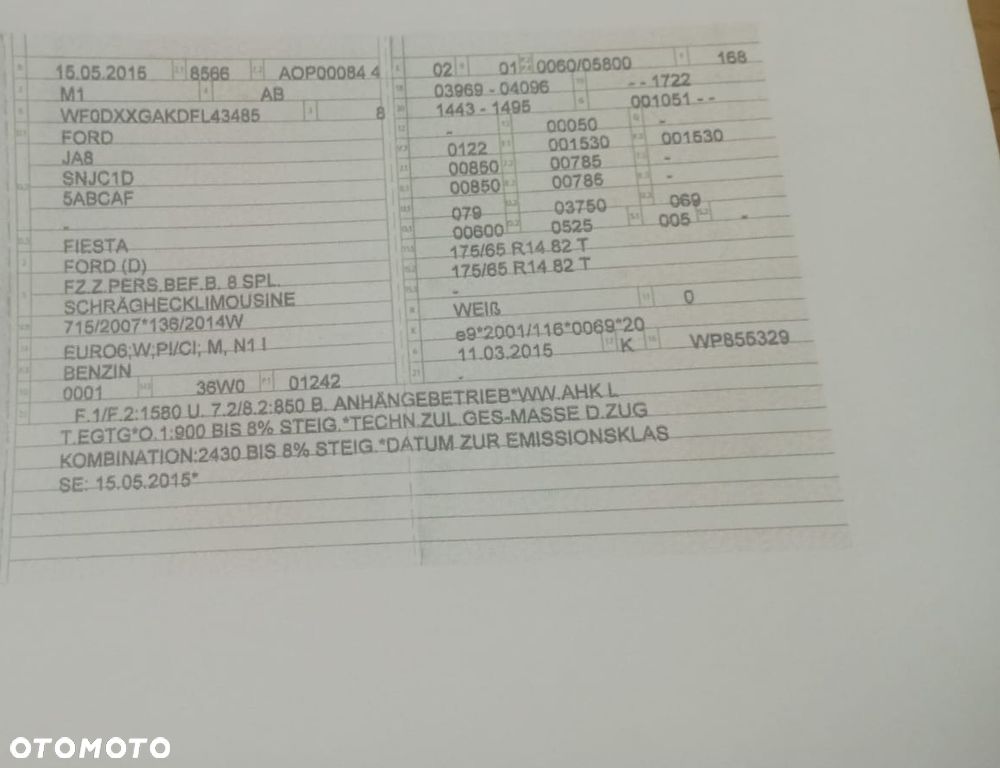 15.05.2015 8566 AOP00084 4
M1 AB
WF0DXXGAKDFL43485 8
FORD
JA8
SNJC1D
5ABCAF
-
FIESTA
FORD (D)
FZ.Z.PERS.BEF.B. 8 SPL.
SCHRÄGHECKLIMOUSINE
715/2007*136/2014W
EURO6;W;PI/CI; M, N1 I
BENZIN
0001 36W0 01242
02 01 0060/05800 168
03969 - 04096 - - 1722
1443 - 1495 001051 - -
- 00050 -
0122 001530 001530
00850 00785 -
00850 00785 -
079 03750 069
00600 0525 005 -
175/65 R14 82 T
175/65 R14 82 T
-
WEIß 0
e9*2001/116*0069*20
11.03.2015 K WP855329
-
F.1/F.2:1580 U. 7.2/8.2:850 B. ANHÄNGEBETRIEB*WW.AHK L
T.EGTG*O.1:900 BIS 8% STEIG.*TECHN.ZUL.GES-MASSE D.ZUG
KOMBINATION:2430 BIS 8% STEIG.*DATUM ZUR EMISSIONSKLAS
SE: 15.05.2015*
OTOMOTO